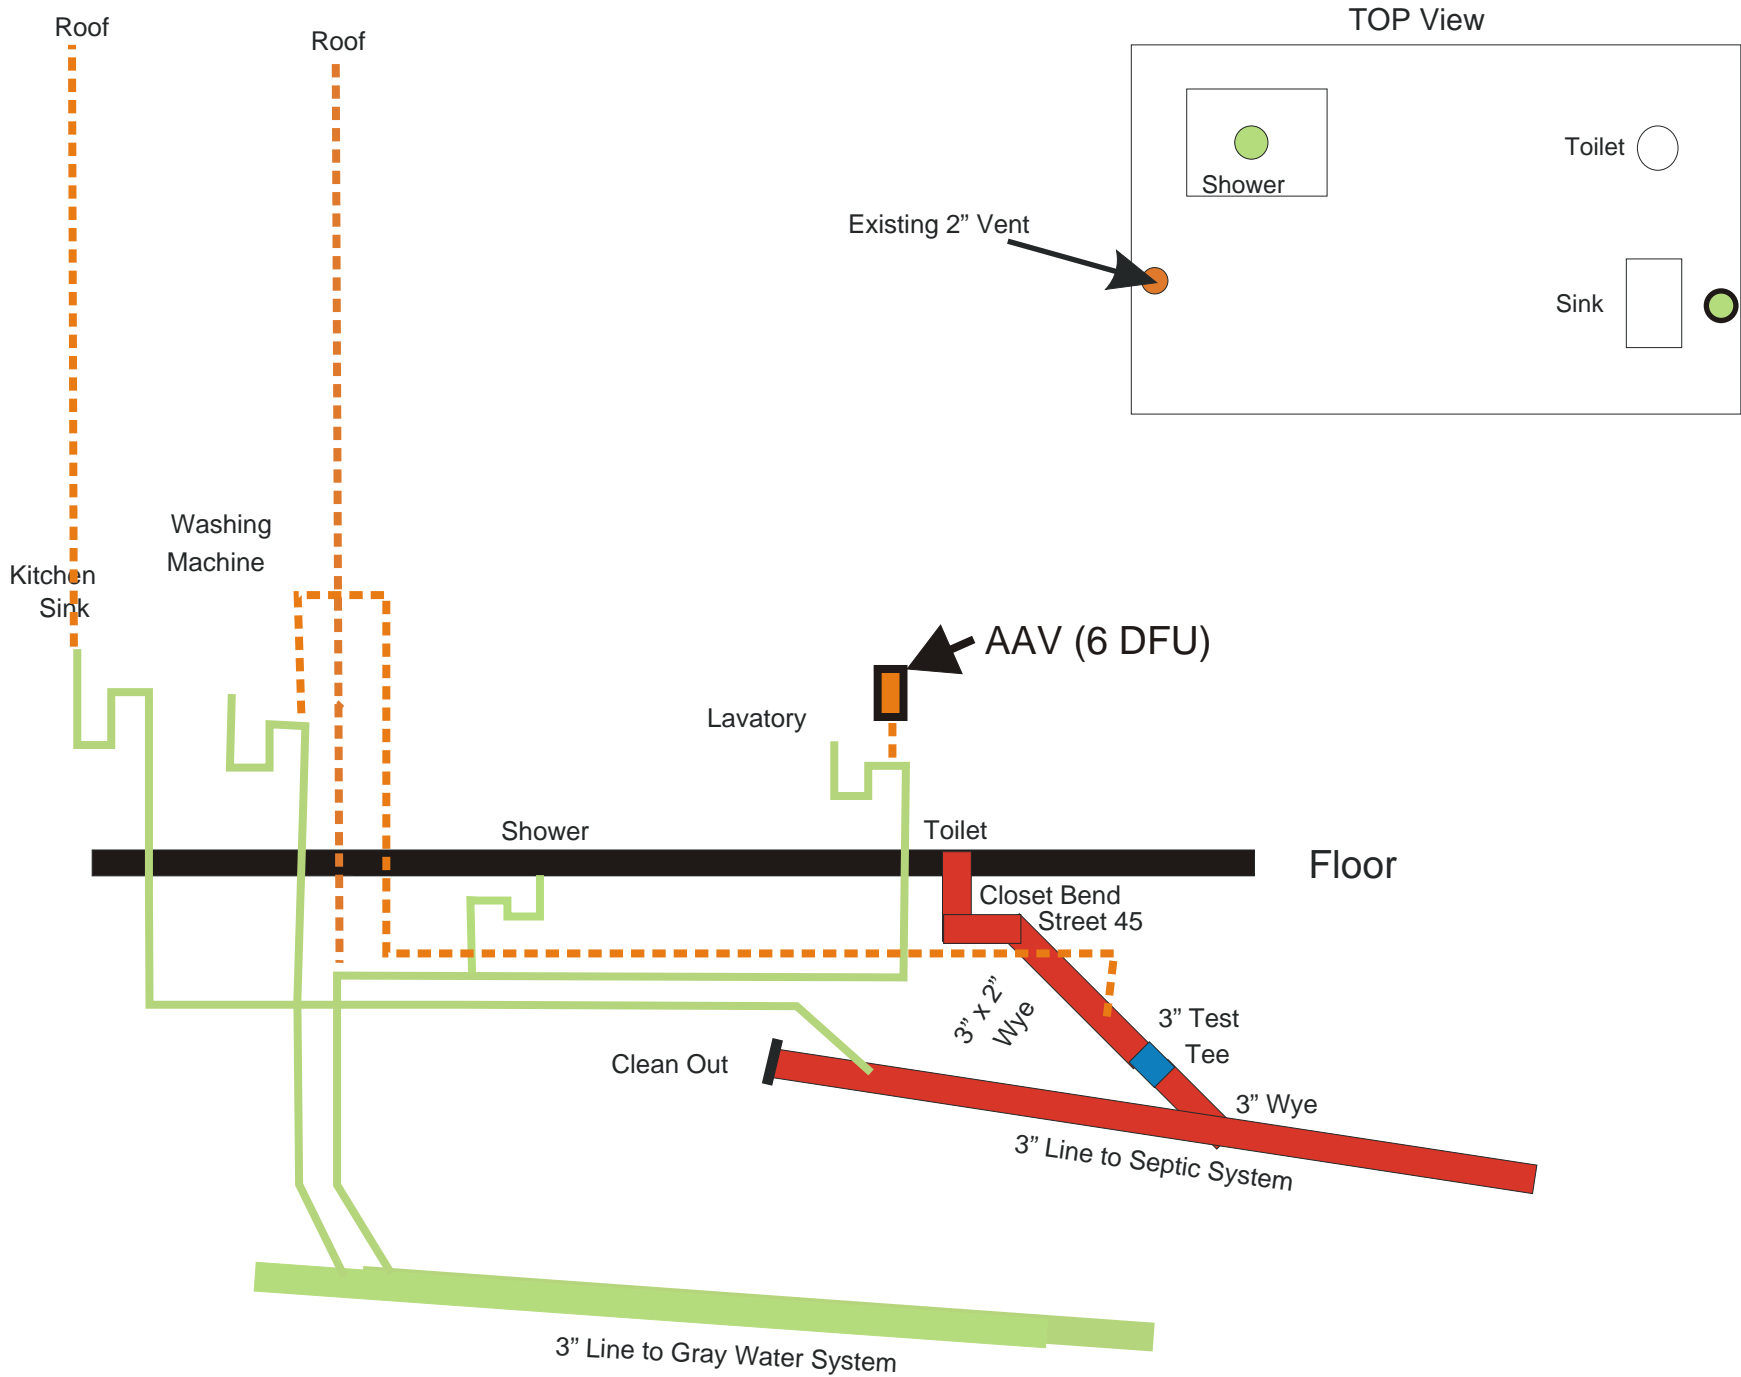 Roof
Roof
TOP View
Toilet
Shower
Existing 2” Vent
Sink
Washing
Machine
Kitchen
Sink
AAV (6 DFU)
Lavatory
Shower
Toilet
Floor
Closet Bend
Street 45
3” x 2”
Wye
3” Test
Tee
Clean Out
3” Wye
3” Line to Septic System
3” Line to Gray Water System